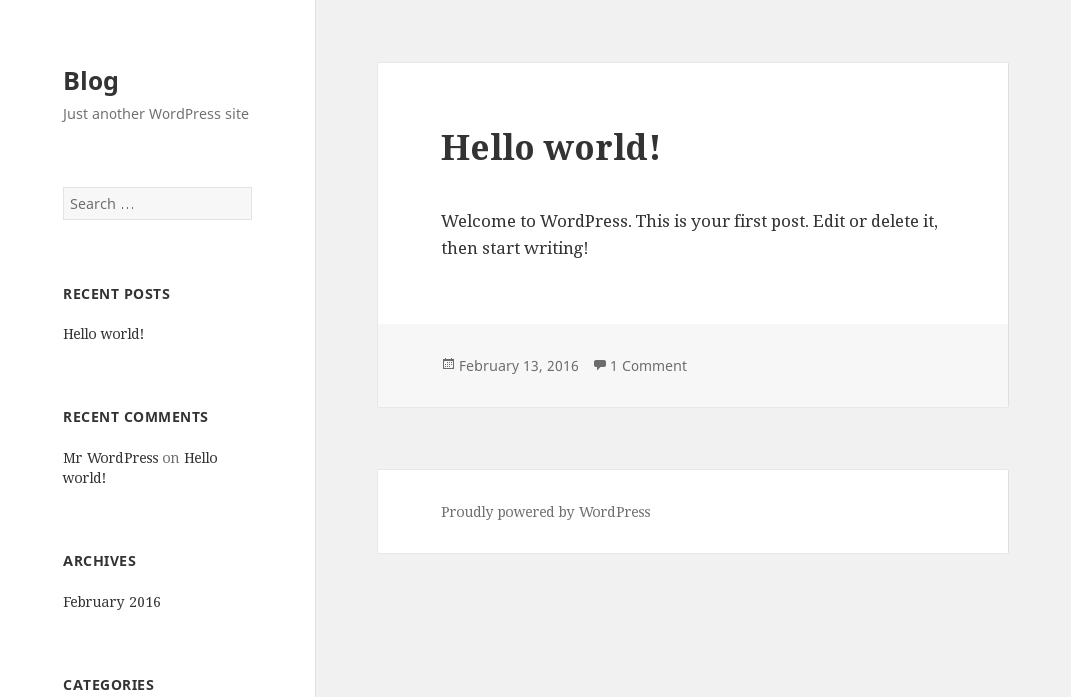 Blog
Just another WordPress site
Search …
RECENT POSTS
Hello world!
RECENT COMMENTS
Mr WordPress on Hello
world!
ARCHIVES
February 2016
CATEGORIES
Hello world!
Welcome to WordPress. This is your first post. Edit or delete it,
then start writing!
February 13, 2016 1 Comment
Proudly powered by WordPress